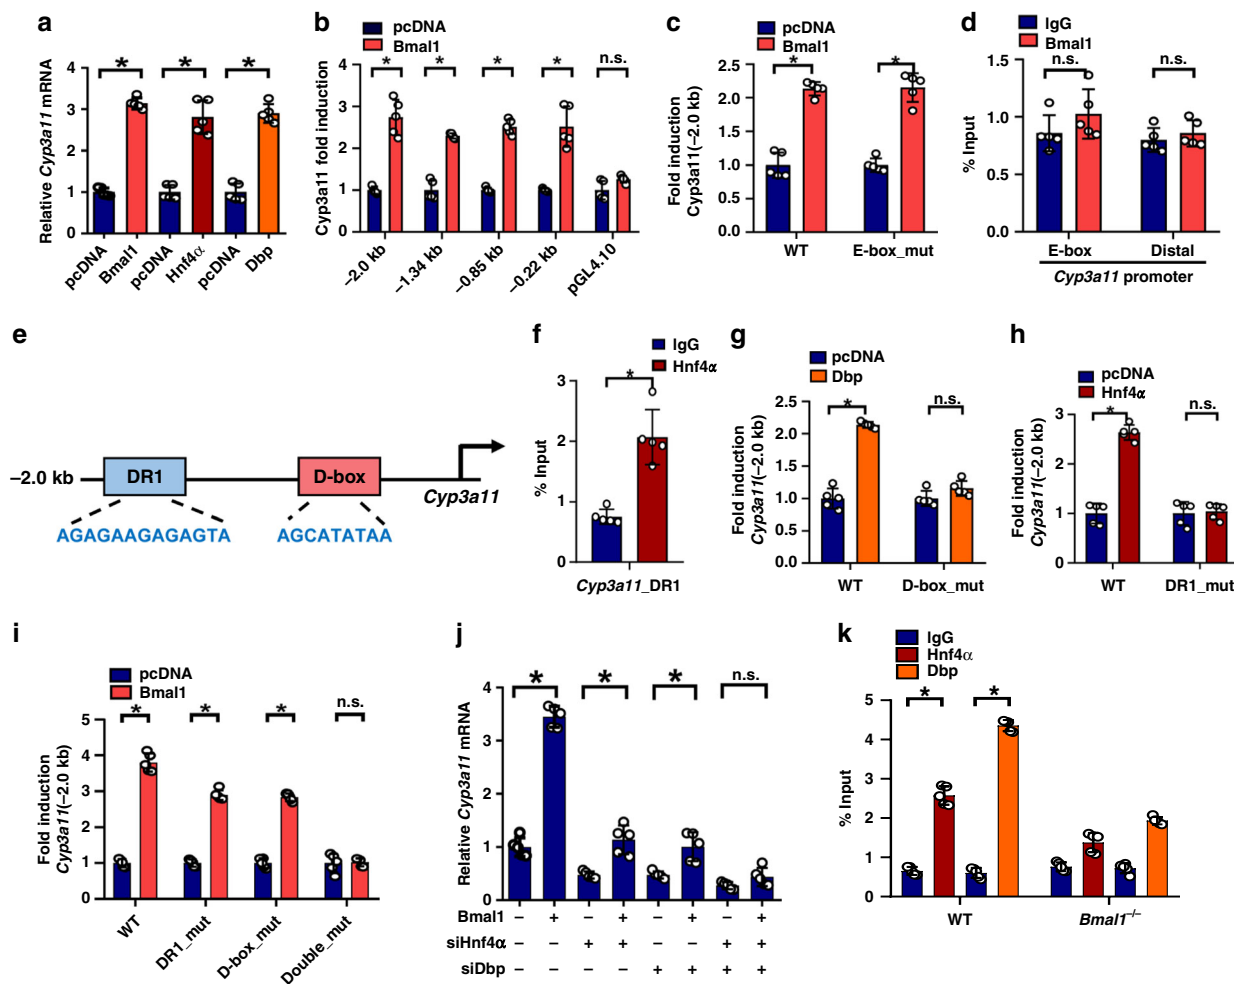 a
Relative Cyp3a11 mRNA
4
3
2
1
0
* * *
pcDNA
Bmal1
pcDNA
Hnf4α
pcDNA
Dbp
b
pcDNA
Bmal1
Cyp3a11 fold induction
4
3
2
1
0
* * * * n.s.
−2.0 kb
−1.34 kb
−0.85 kb
−0.22 kb
pGL4.10
c
pcDNA
Bmal1
Fold induction
Cyp3a11(−2.0 kb)
2.5
2.0
1.5
1.0
0.5
0.0
* *
WT E-box_mut
d
IgG
Bmal1
% Input
1.5
1.0
0.5
0.0
n.s. n.s.
E-box Distal
Cyp3a11 promoter
e
−2.0 kb DR1 D-box
Cyp3a11
AGAGAAGAGAGTA AGCATATAA
f
IgG
Hnf4α
% Input
3
2
1
0
*
Cyp3a11_DR1
g
pcDNA
Dbp
Fold induction
Cyp3a11(−2.0 kb)
2.5
2.0
1.5
1.0
0.5
0.0
* n.s.
WT D-box_mut
h
pcDNA
Hnf4α
Fold induction
Cyp3a11(−2.0 kb)
3
2
1
0
* n.s.
WT DR1_mut
i
pcDNA
Bmal1
Fold induction
Cyp3a11(−2.0 kb)
5
4
3
2
1
0
* * * n.s.
WT
DR1_mut
D-box_mut
Double_mut
j
Relative Cyp3a11 mRNA
4
3
2
1
0
* * * n.s.
Bmal1 − + − + − + − +
siHnf4α − − + + − − + +
siDbp − − − − + + + +
k
IgG
Hnf4α
Dbp
% Input
5
4
3
2
1
0
* *
WT Bmal1−/−